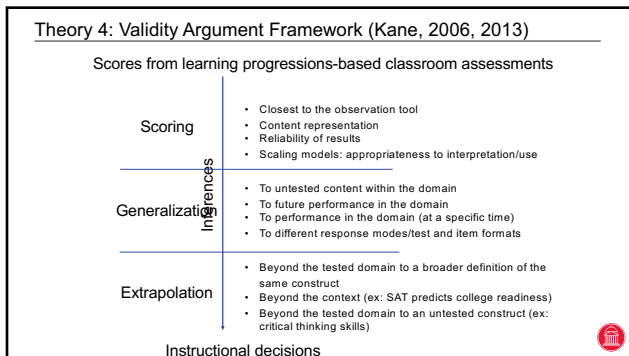 Theory 4: Validity Argument Framework (Kane, 2006, 2013)
Scores from learning progressions-based classroom assessments
Scoring
• Closest to the observation tool
• Content representation
• Reliability of results
• Scaling models: appropriateness to interpretation/use
Inferences
Generalization
• To untested content within the domain
• To future performance in the domain
• To performance in the domain (at a specific time)
• To different response modes/test and item formats
Extrapolation
• Beyond the tested domain to a broader definition of the
same construct
• Beyond the context (ex: SAT predicts college readiness)
• Beyond the tested domain to an untested construct (ex:
critical thinking skills)
Instructional decisions